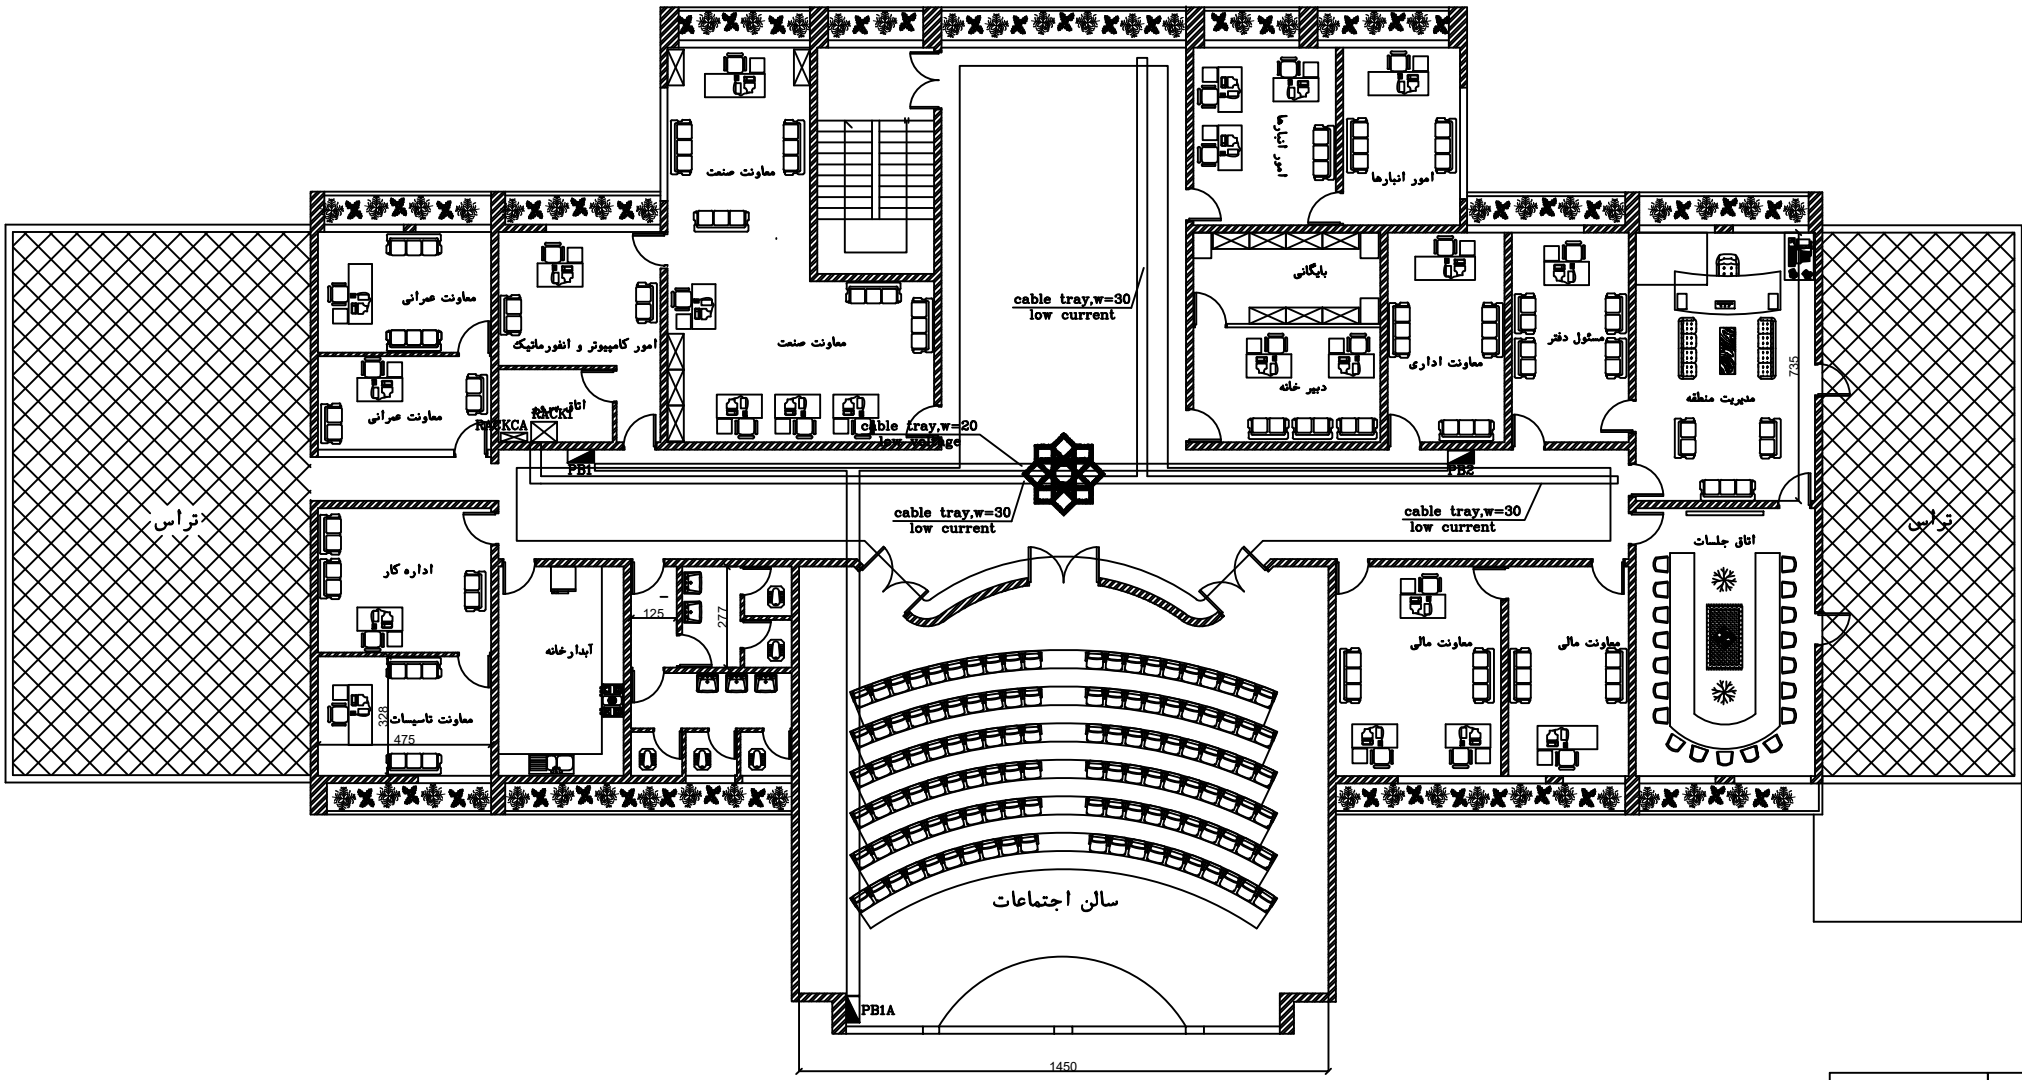 معاونت صنعت
امور انبارها
امور انبارها
cable tray,w=30
low current
بایگانی
معاونت عمرانی
امور کامپیوتر و انفورماتیک
معاونت صنعت
مسئول دفتر
معاونت اداری
دبیر خانه
مدیریت منطقه
735
معاونت عمرانی
RACK1
RACKCA
cable tray,w=20
low voltage
PB1
PB2
cable tray,w=30
low current
cable tray,w=30
low current
تراس
تراس
اتاق جلسات
اداره کار
125
277
آبدارخانه
معاونت مالی
معاونت مالی
معاونت تاسیسات
328
475
سالن اجتماعات
PB1A
1450